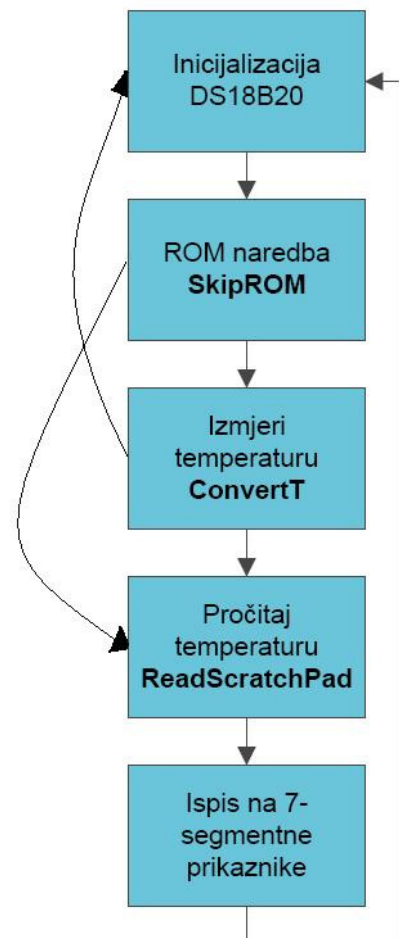 Inicijalizacija
DS18B20
ROM naredba
SkipROM
Izmjeri
temperaturu
ConvertT
Pročitaj
temperaturu
ReadScratchPad
Ispis na 7-
segmentne
prikaznike